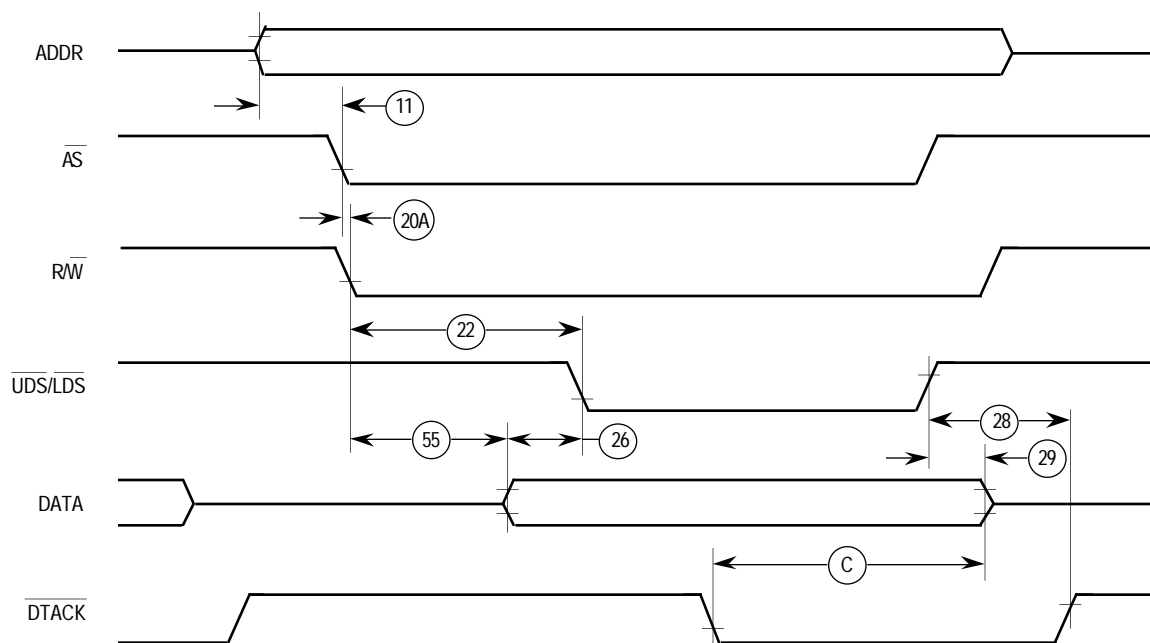 ADDR
11
AS
20A
R/W
22
UDS/LDS
28
55
26
29
DATA
C
DTACK